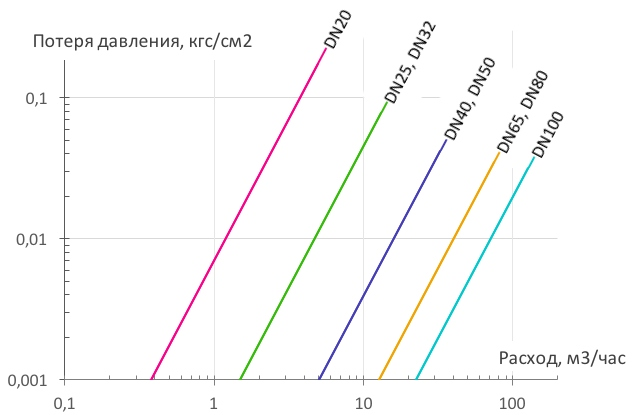 Потеря давления, кгс/см2
DN20
DN25, DN32
DN40, DN50
DN65, DN80
DN100
0,1
0,01
0,001
Расход, м3/час
0,1
1
10
100